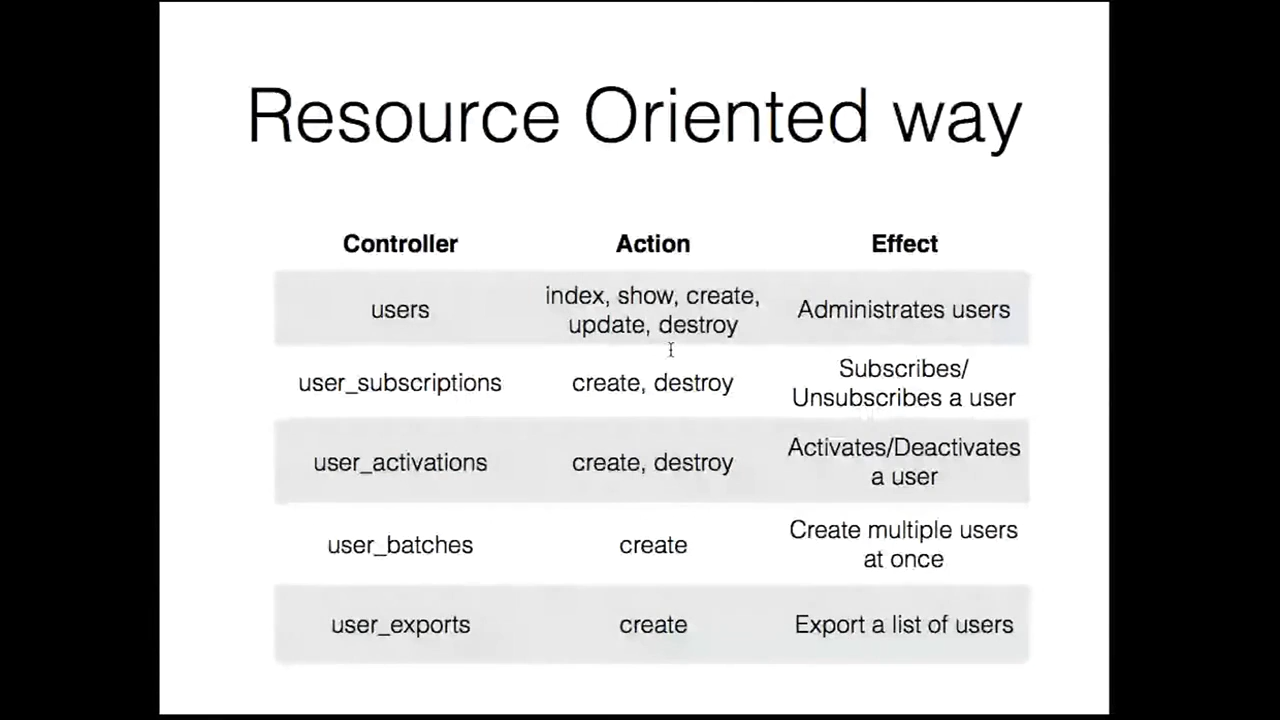 Resource Oriented way
Controller Action Effect
users
index, show, create,
update, destroy
Administrates users
user_subscriptions
create, destroy
Subscribes/
Unsubscribes a user
user_activations
create, destroy
Activates/Deactivates
a user
user_batches
create
Create multiple users
at once
user_exports
create
Export a list of users